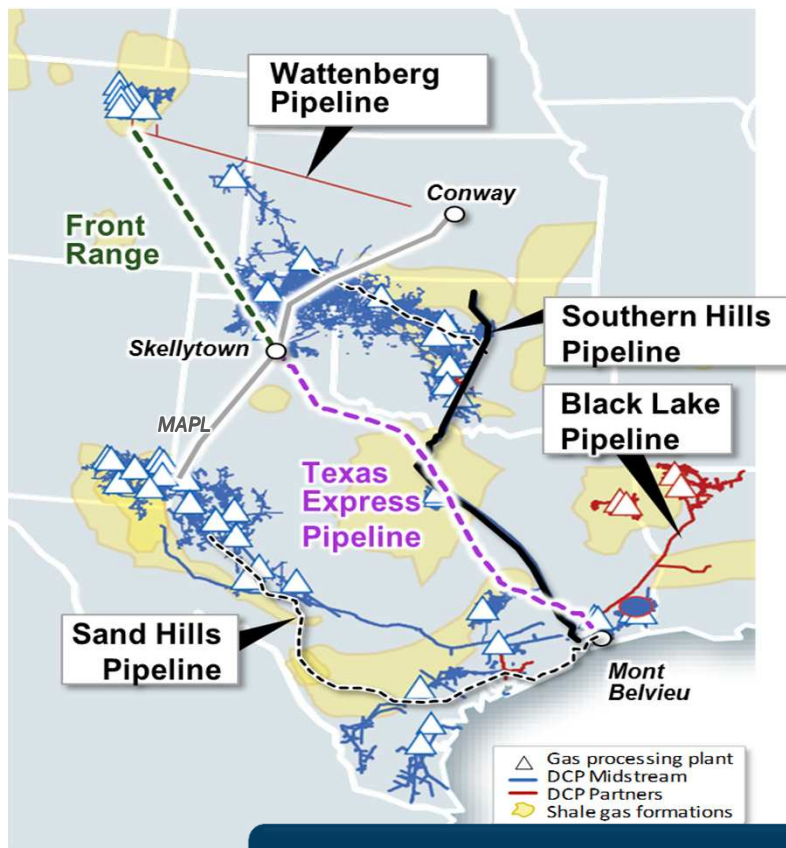 Wattenberg
Pipeline
Conway
Front
Range
Southern Hills
Pipeline
Skellytown
Black Lake
Pipeline
MAPL
Texas
Express
Pipeline
Sand Hills
Pipeline
Mont
Belvieu
Gas processing plant
DCP Midstream
DCP Partners
Shale gas formations